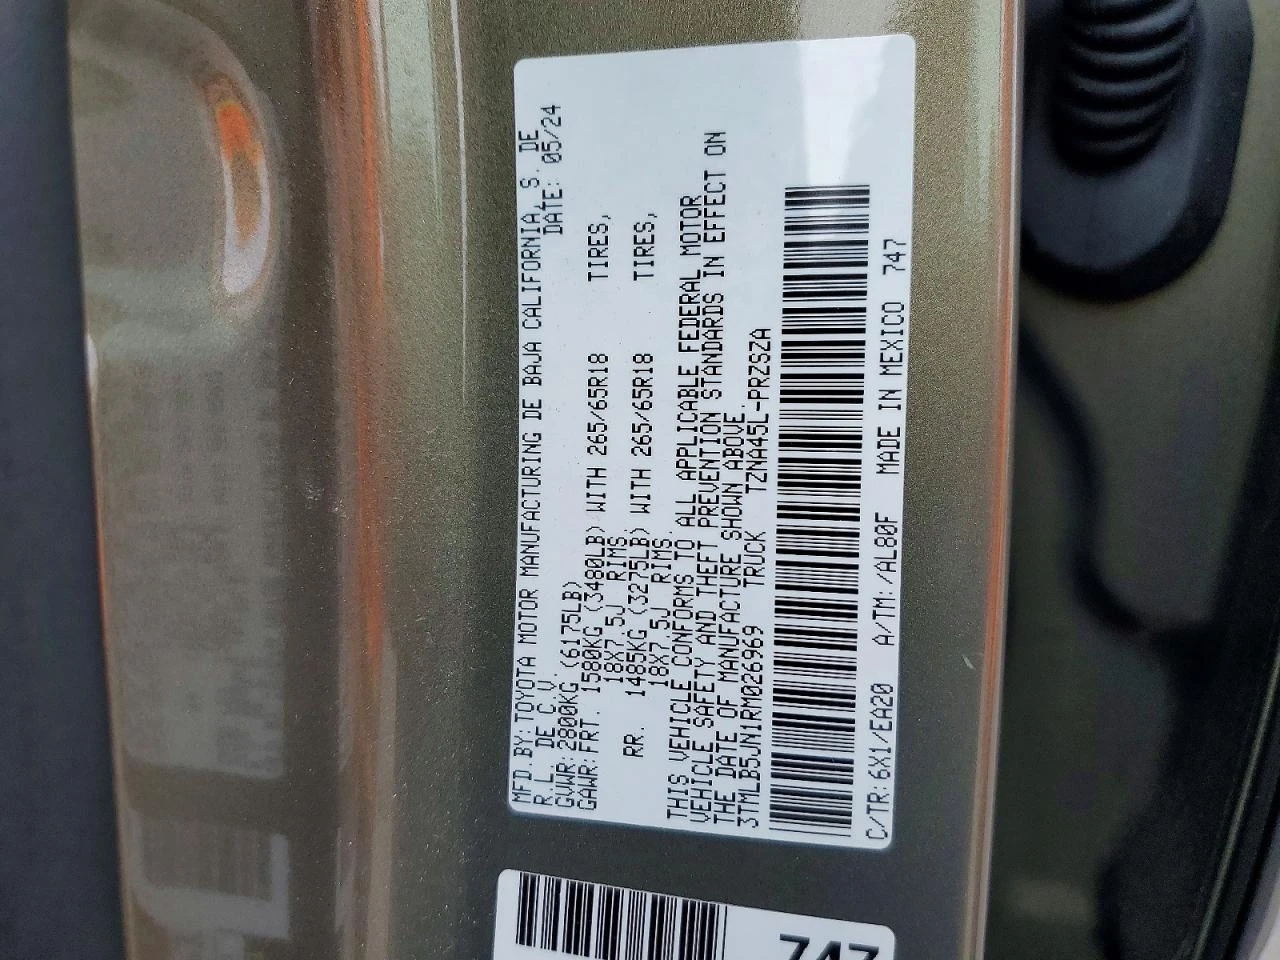 MFD.BY:TOYOTA MOTOR MANUFACTURING DE BAJA CALIFORNIA,S. DE
R.L. DE C.V. DATE: 05/24
GVWR:2800KG (6175LB)
GAWR:FRT. 1580KG (3480LB) WITH 265/65R18 TIRES,
18X7.5J RIMS.
RR. 1485KG (3275LB) WITH 265/65R18 TIRES,
18X7.5J RIMS.
THIS VEHICLE CONFORMS TO ALL APPLICABLE FEDERAL MOTOR
VEHICLE SAFETY AND THEFT PREVENTION STANDARDS IN EFFECT ON
THE DATE OF MANUFACTURE SHOWN ABOVE.
3TMLB5JN1RM026969 TRUCK TZNA45L-PRZSZA
C/TR:6X1/EA20 A/TM:/AL80F MADE IN MEXICO 747
747